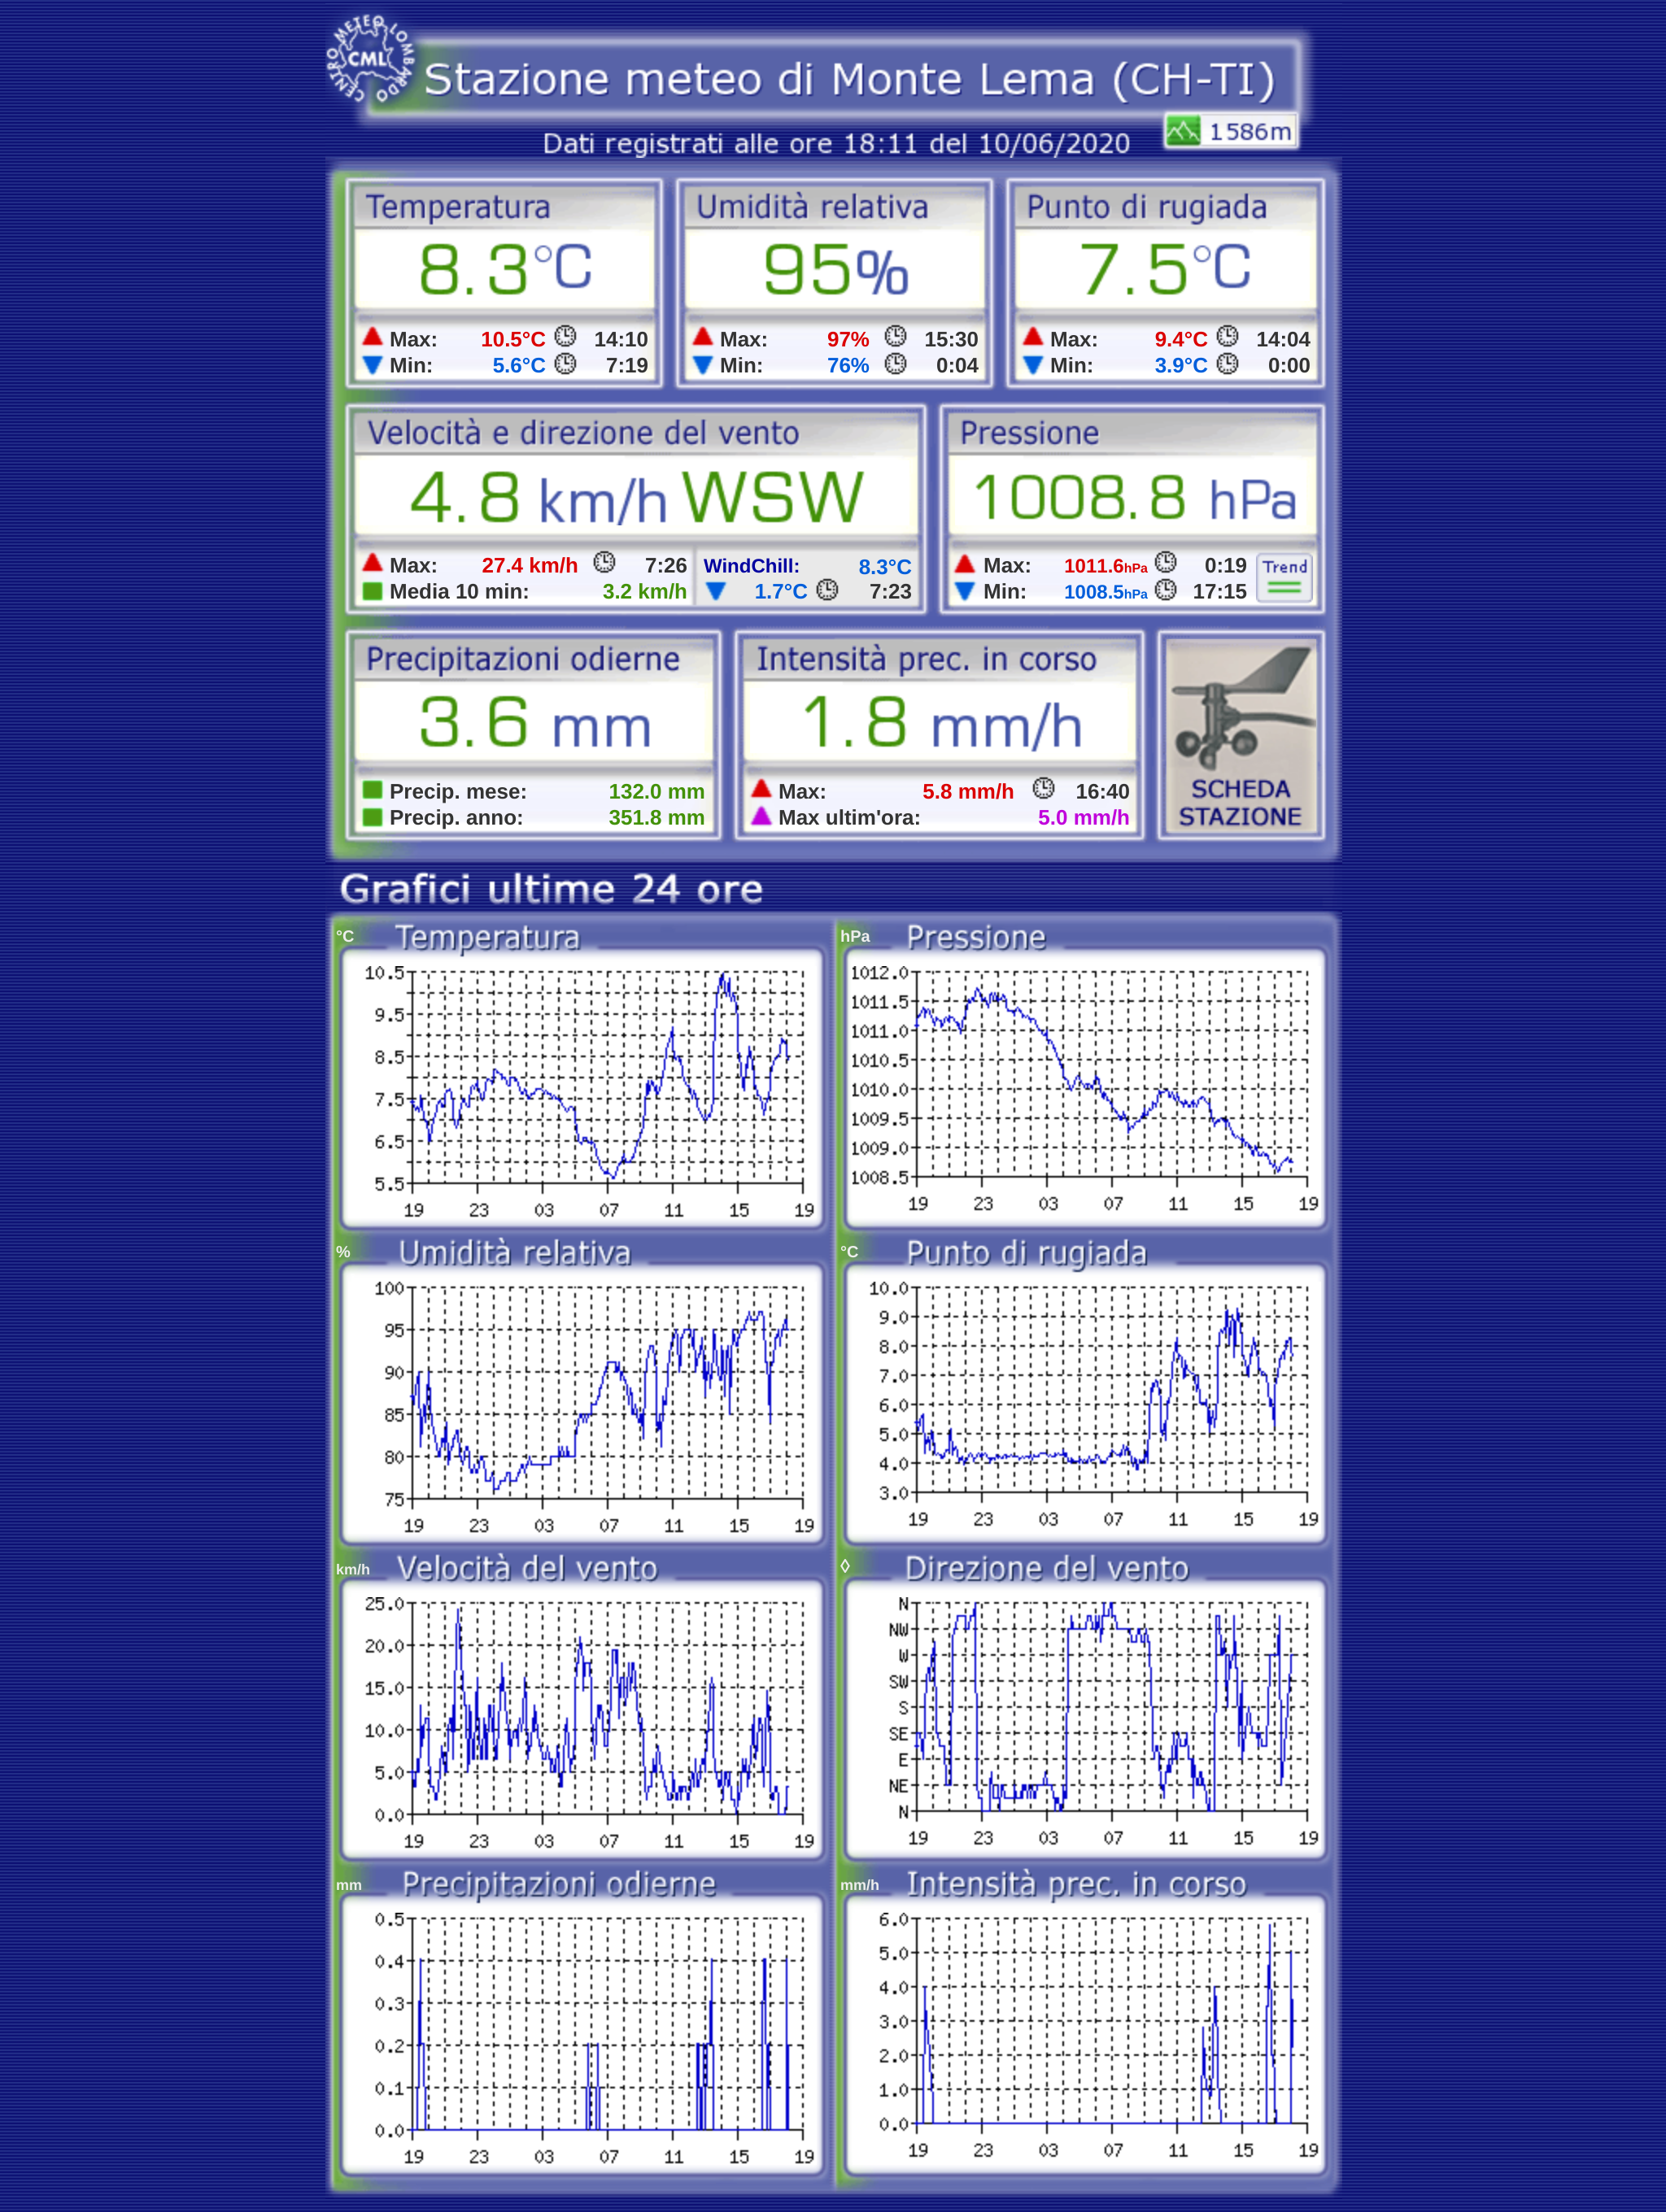 CENTRO METEO LOMBARDO
CML
Stazione meteo di Monte Lema (CH-TI)
Dati registrati alle ore 18:11 del 10/06/2020
1586m
Temperatura
8.3°C
Max: 10.5°C 14:10
Min: 5.6°C 7:19
Umidità relativa
95%
Max: 97% 15:30
Min: 76% 0:04
Punto di rugiada
7.5°C
Max: 9.4°C 14:04
Min: 3.9°C 0:00
Velocità e direzione del vento
4.8 km/h WSW
Max: 27.4 km/h 7:26
Media 10 min: 3.2 km/h
WindChill: 8.3°C
1.7°C 7:23
Pressione
1008.8 hPa
Max: 1011.6hPa 0:19
Min: 1008.5hPa 17:15
Trend
Precipitazioni odierne
3.6 mm
Precip. mese: 132.0 mm
Precip. anno: 351.8 mm
Intensità prec. in corso
1.8 mm/h
Max: 5.8 mm/h 16:40
Max ultim'ora: 5.0 mm/h
SCHEDA
STAZIONE
Grafici ultime 24 ore
°C Temperatura
10.5
9.5
8.5
7.5
6.5
5.5
19 23 03 07 11 15 19
hPa Pressione
1012.0
1011.5
1011.0
1010.5
1010.0
1009.5
1009.0
1008.5
19 23 03 07 11 15 19
% Umidità relativa
100
95
90
85
80
75
19 23 03 07 11 15 19
°C Punto di rugiada
10.0
9.0
8.0
7.0
6.0
5.0
4.0
3.0
19 23 03 07 11 15 19
km/h Velocità del vento
25.0
20.0
15.0
10.0
5.0
0.0
19 23 03 07 11 15 19
◊ Direzione del vento
N
NW
W
SW
S
SE
E
NE
N
19 23 03 07 11 15 19
mm Precipitazioni odierne
0.5
0.4
0.3
0.2
0.1
0.0
19 23 03 07 11 15 19
mm/h Intensità prec. in corso
6.0
5.0
4.0
3.0
2.0
1.0
0.0
19 23 03 07 11 15 19